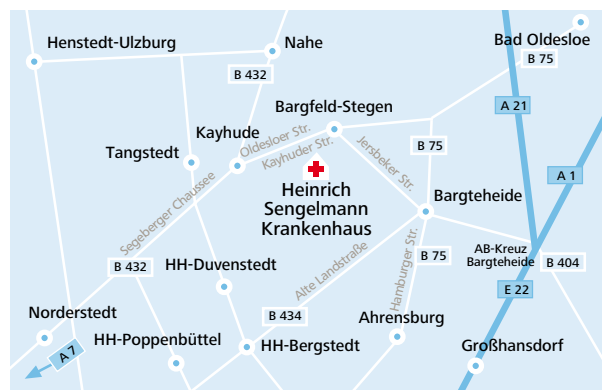 Henstedt-Ulzburg
Nahe
Bad Oldesloe
B 75
B 432
A 21
Bargfeld-Stegen
Kayhude
Oldesloer Str.
Kayhuder Str.
Jersbeker Str.
B 75
Tangstedt
A 1
Heinrich
Sengelmann
Krankenhaus
Bargteheide
Segeberger Chaussee
Alte Landstraße
Hamburger Str.
B 75
AB-Kreuz
Bargteheide
B 404
B 432
HH-Duvenstedt
E 22
Norderstedt
B 434
Ahrensburg
A 7
HH-Poppenbüttel
HH-Bergstedt
Großhansdorf